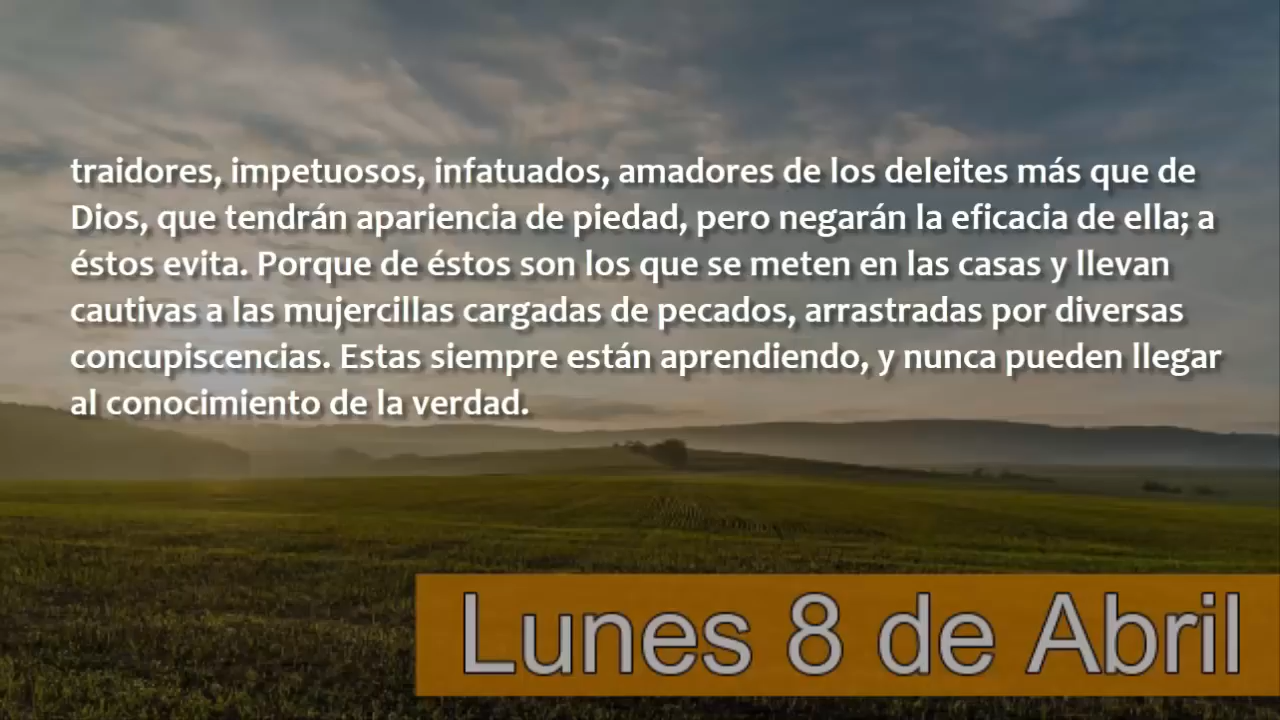 traidores, impetuosos, infatuados, amadores de los deleites más que de
Dios, que tendrán apariencia de piedad, pero negarán la eficacia de ella; a
éstos evita. Porque de éstos son los que se meten en las casas y llevan
cautivas a las mujercillas cargadas de pecados, arrastradas por diversas
concupiscencias. Estas siempre están aprendiendo, y nunca pueden llegar
al conocimiento de la verdad.
Lunes 8 de Abril